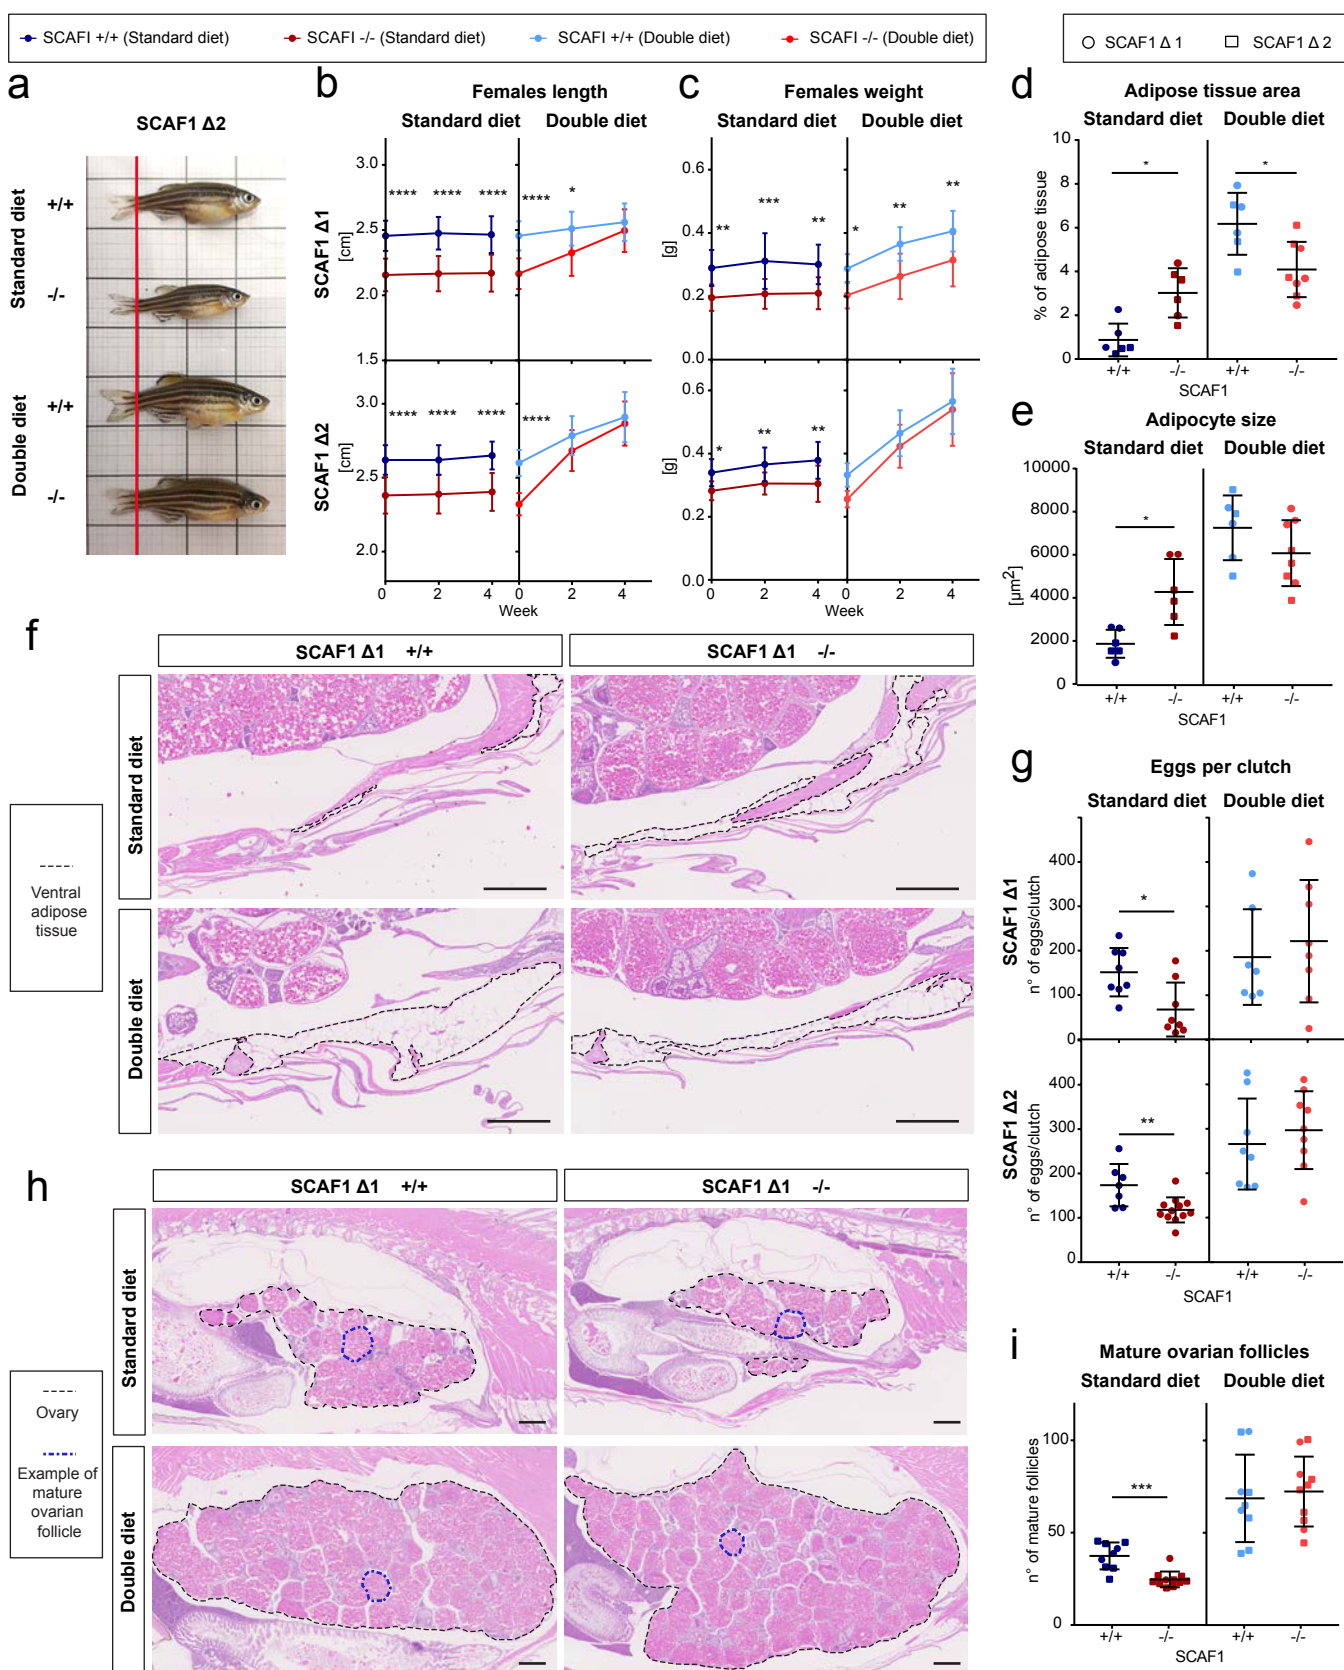 SCAFI +/+ (Standard diet) SCAFI -/- (Standard diet) SCAFI +/+ (Double diet) SCAFI -/- (Double diet)
SCAF1 Δ 1 SCAF1 Δ 2
a
SCAF1 Δ2
Standard diet
+/+
-/-
Double diet
+/+
-/-
b
Females length
Standard diet Double diet
SCAF1 Δ1
[cm]
3.0
2.5
2.0
1.5
**** **** **** **** *
SCAF1 Δ2
[cm]
3.0
2.5
2.0
**** **** **** ****
0 2 4 0 2 4
Week
c
Females weight
Standard diet Double diet
[g]
0.6
0.4
0.2
0.0
** *** ** * ** **
[g]
0.6
0.4
0.2
0.0
* ** **
0 2 4 0 2 4
Week
d
Adipose tissue area
Standard diet Double diet
% of adipose tissue
10
8
6
4
2
0
* *
+/+ -/- +/+ -/-
SCAF1
e
Adipocyte size
Standard diet Double diet
[µm²]
10000
8000
6000
4000
2000
0
*
+/+ -/- +/+ -/-
SCAF1
f
SCAF1 Δ1 +/+ SCAF1 Δ1 -/-
Standard diet
Double diet
Ventral
adipose
tissue
g
Eggs per clutch
Standard diet Double diet
SCAF1 Δ1
n° of eggs/clutch
400
300
200
100
0
*
SCAF1 Δ2
n° of eggs/clutch
400
300
200
100
0
**
+/+ -/- +/+ -/-
SCAF1
h
SCAF1 Δ1 +/+ SCAF1 Δ1 -/-
Standard diet
Double diet
Ovary
Example of
mature
ovarian
follicle
i
Mature ovarian follicles
Standard diet Double diet
n° of mature follicles
100
50
0
***
+/+ -/- +/+ -/-
SCAF1